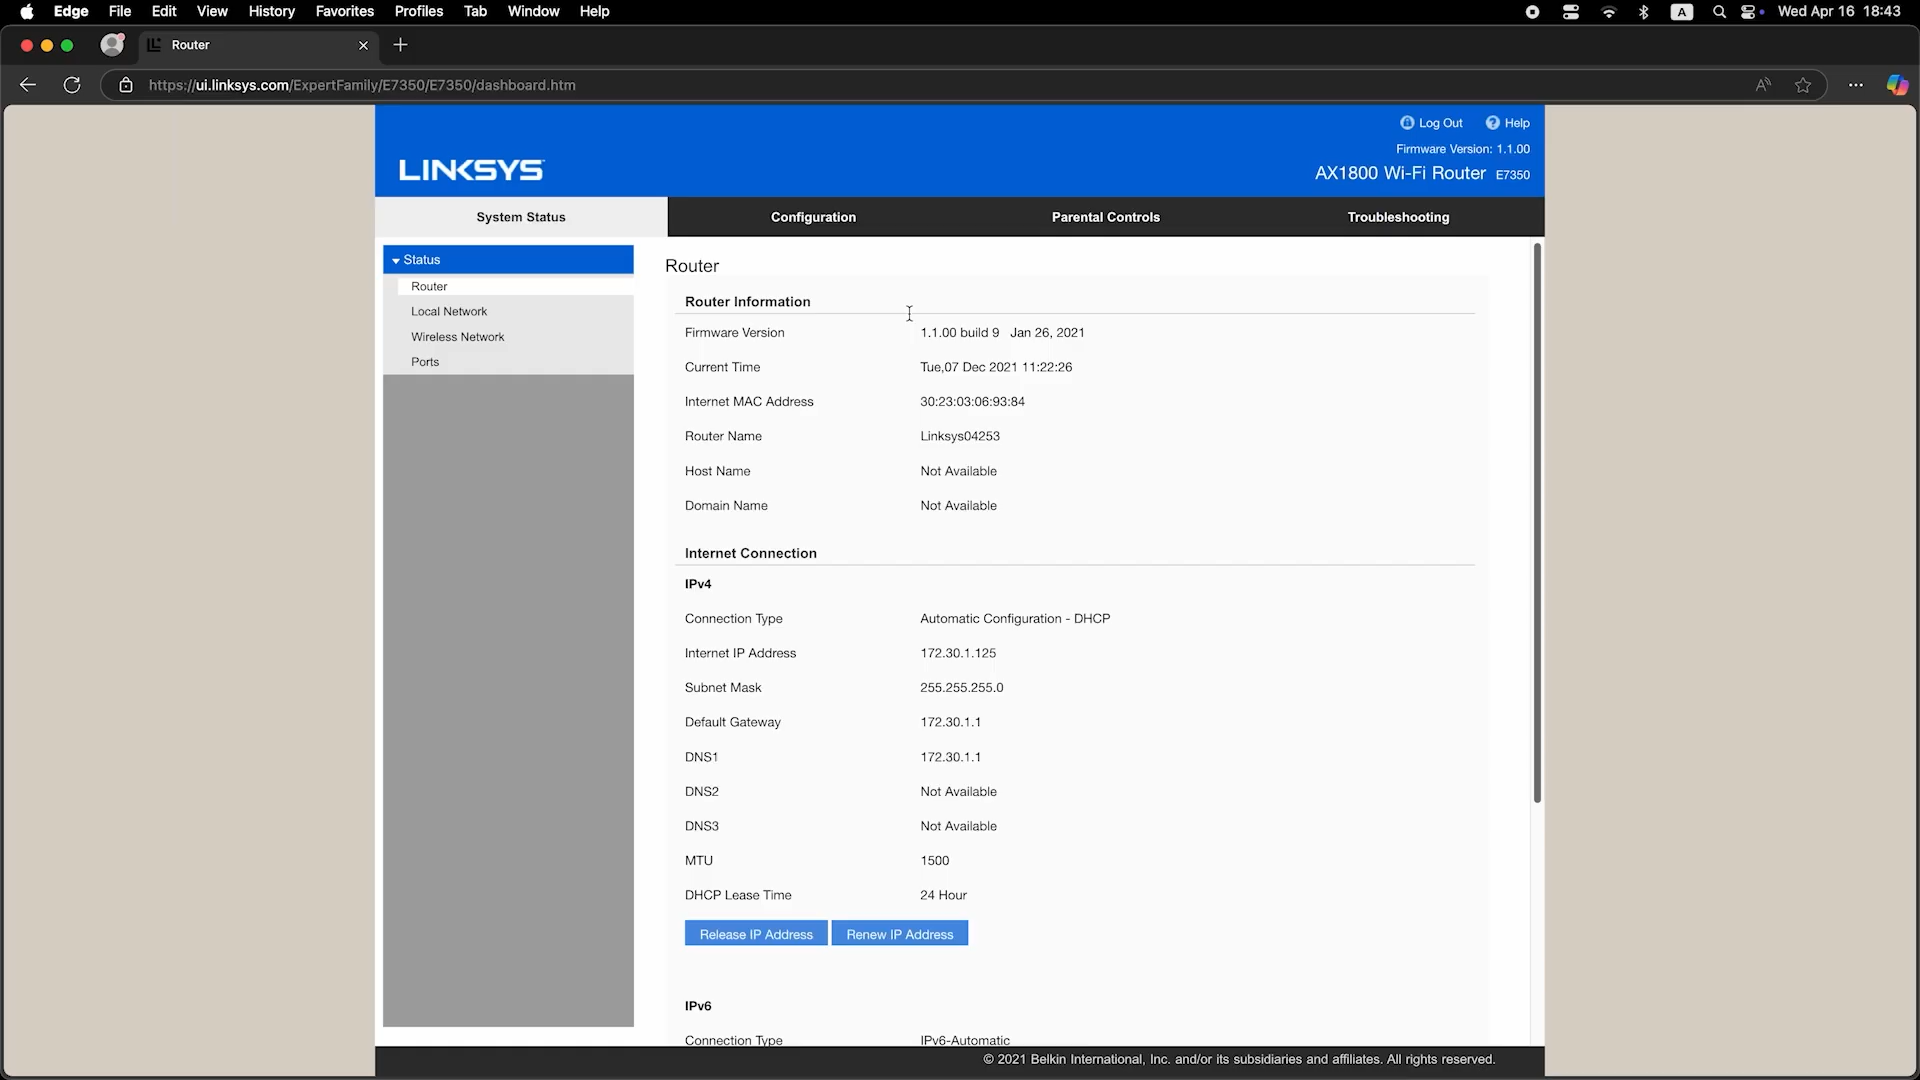 Edge File Edit View History Favorites Profiles Tab Window Help A Wed Apr 16 18:43
Router
https://ui.linksys.com/ExpertFamily/E7350/E7350/dashboard.htm
Log Out Help
Firmware Version: 1.1.00
LINKSYS
AX1800 Wi-Fi Router E7350
System Status Configuration Parental Controls Troubleshooting
Status
Router
Local Network
Wireless Network
Ports
Router
Router Information
Firmware Version 1.1.00 build 9 Jan 26, 2021
Current Time Tue,07 Dec 2021 11:22:26
Internet MAC Address 30:23:03:06:93:84
Router Name Linksys04253
Host Name Not Available
Domain Name Not Available
Internet Connection
IPv4
Connection Type Automatic Configuration - DHCP
Internet IP Address 172.30.1.125
Subnet Mask 255.255.255.0
Default Gateway 172.30.1.1
DNS1 172.30.1.1
DNS2 Not Available
DNS3 Not Available
MTU 1500
DHCP Lease Time 24 Hour
Release IP Address Renew IP Address
IPv6
Connection Type IPv6-Automatic
© 2021 Belkin International, Inc. and/or its subsidiaries and affiliates. All rights reserved.